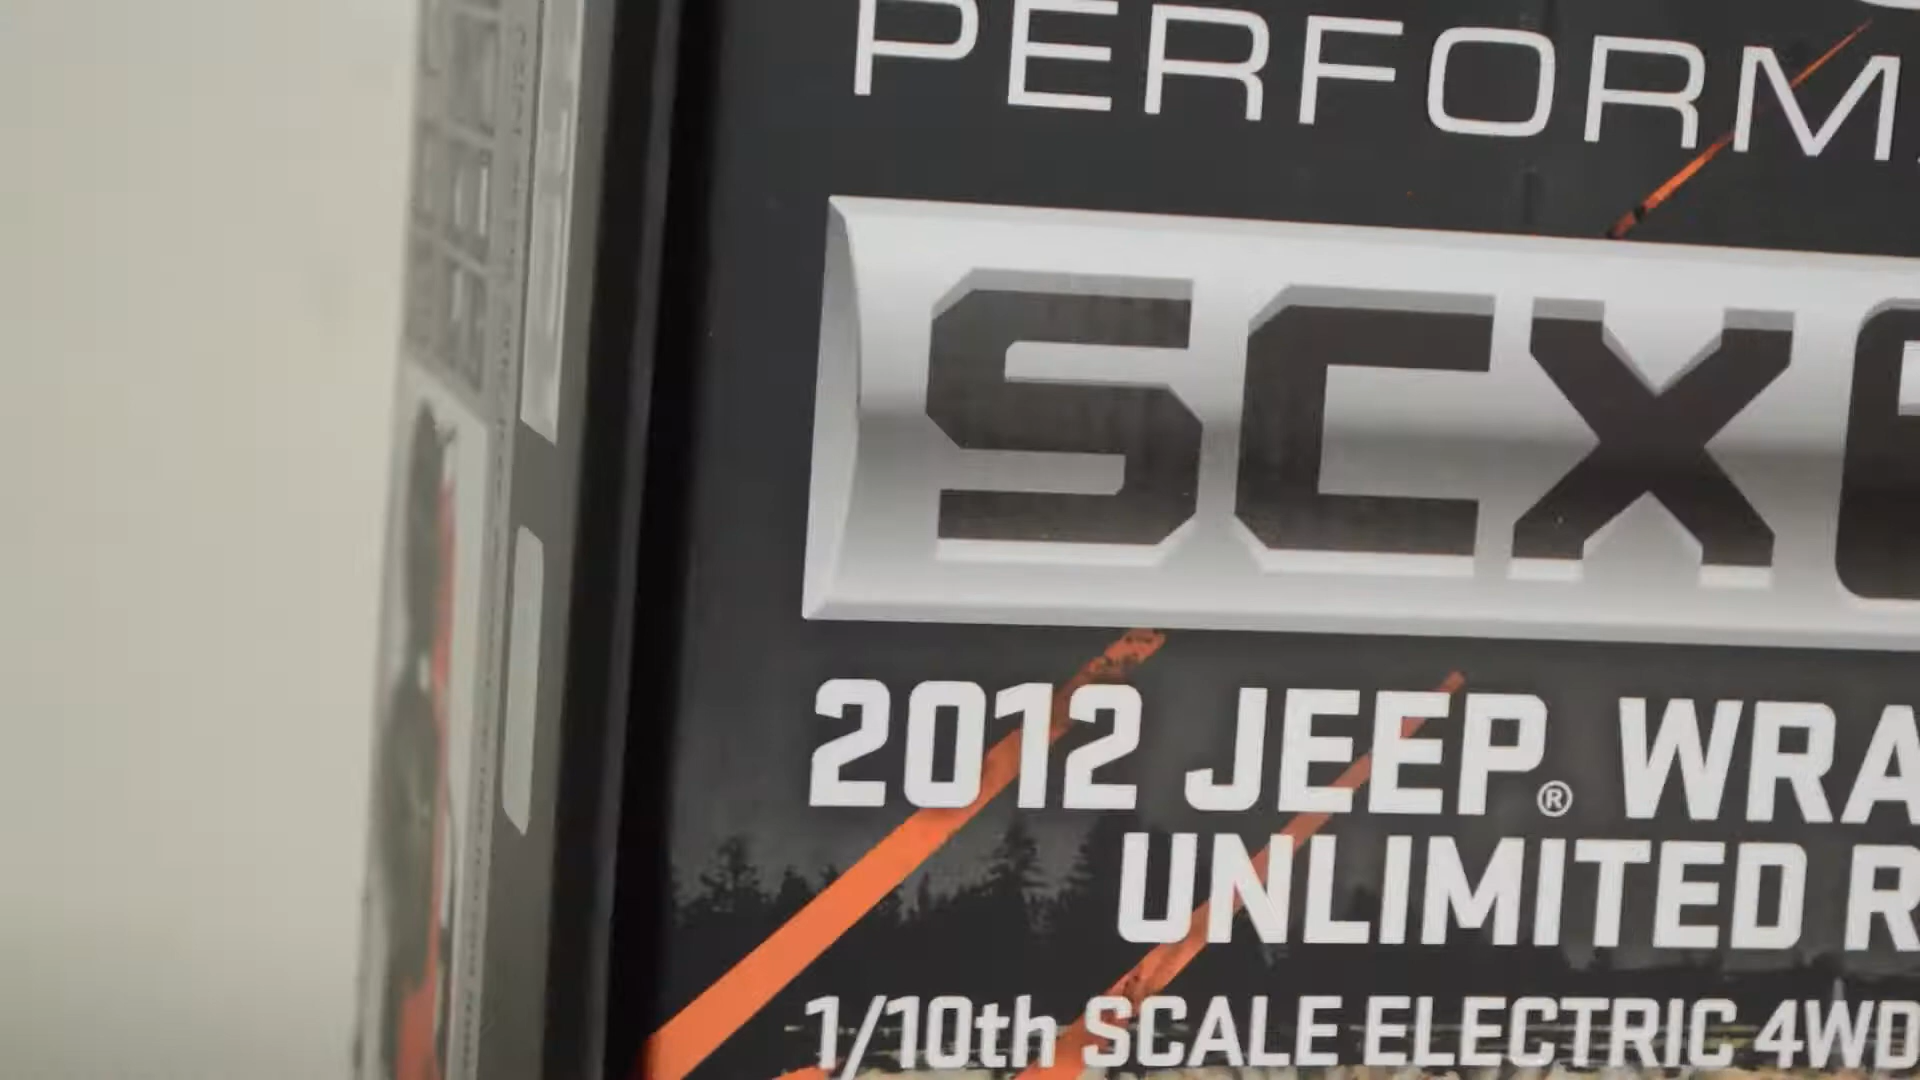 PERFORM
SCX
2012 JEEP® WRA
UNLIMITED R
1/10th SCALE ELECTRIC 4WD